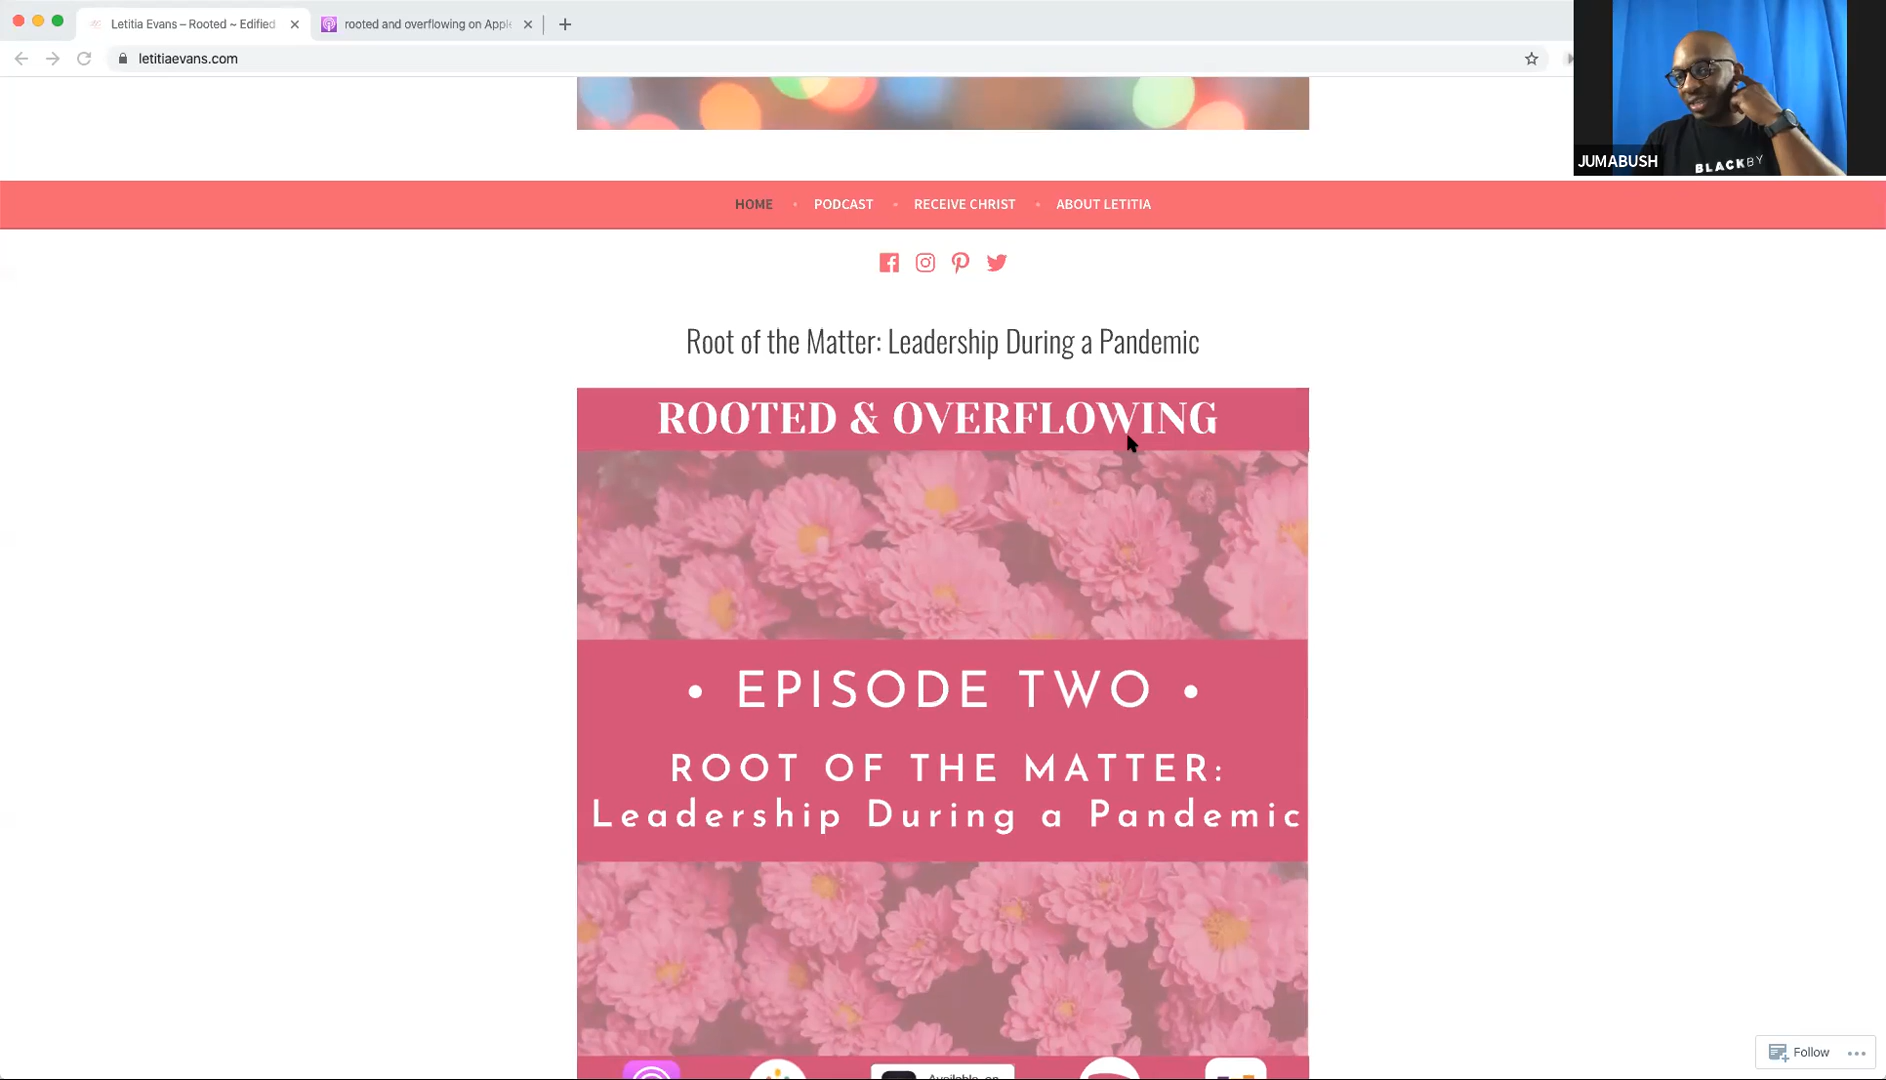 Letitia Evans – Rooted ~ Edified
rooted and overflowing on Appl
letitiaevans.com
BLACKBY
JUMABUSH
HOME • PODCAST • RECEIVE CHRIST • ABOUT LETITIA
Root of the Matter: Leadership During a Pandemic
ROOTED & OVERFLOWING
• EPISODE TWO •
ROOT OF THE MATTER:
Leadership During a Pandemic
Available on
Follow